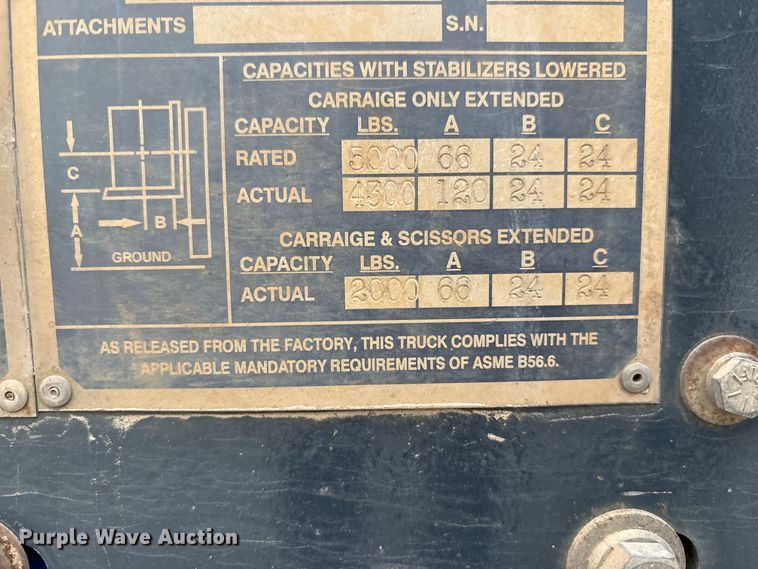 ATTACHMENTS S.N.
CAPACITIES WITH STABILIZERS LOWERED
CARRAIGE ONLY EXTENDED
CAPACITY LBS. A B C
RATED 5000 66 24 24
ACTUAL 4300 120 24 24
C
B
A
GROUND
CARRAIGE & SCISSORS EXTENDED
CAPACITY LBS. A B C
ACTUAL 2000 66 24 24
AS RELEASED FROM THE FACTORY, THIS TRUCK COMPLIES WITH THE
APPLICABLE MANDATORY REQUIREMENTS OF ASME B56.6.
Purple Wave Auction